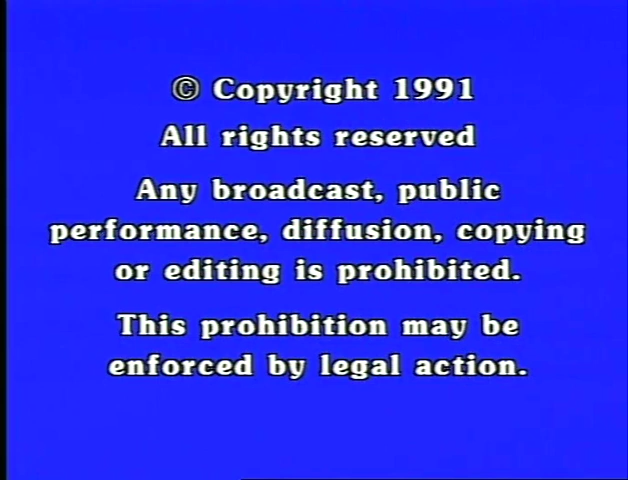 © Copyright 1991
All rights reserved
Any broadcast, public
performance, diffusion, copying
or editing is prohibited.
This prohibition may be
enforced by legal action.